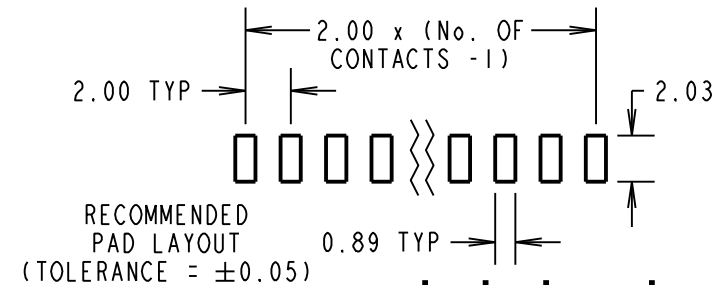 2.00 x (No. OF
CONTACTS -1)
2.00 TYP
2.03
RECOMMENDED
PAD LAYOUT
(TOLERANCE = ±0.05)
0.89 TYP